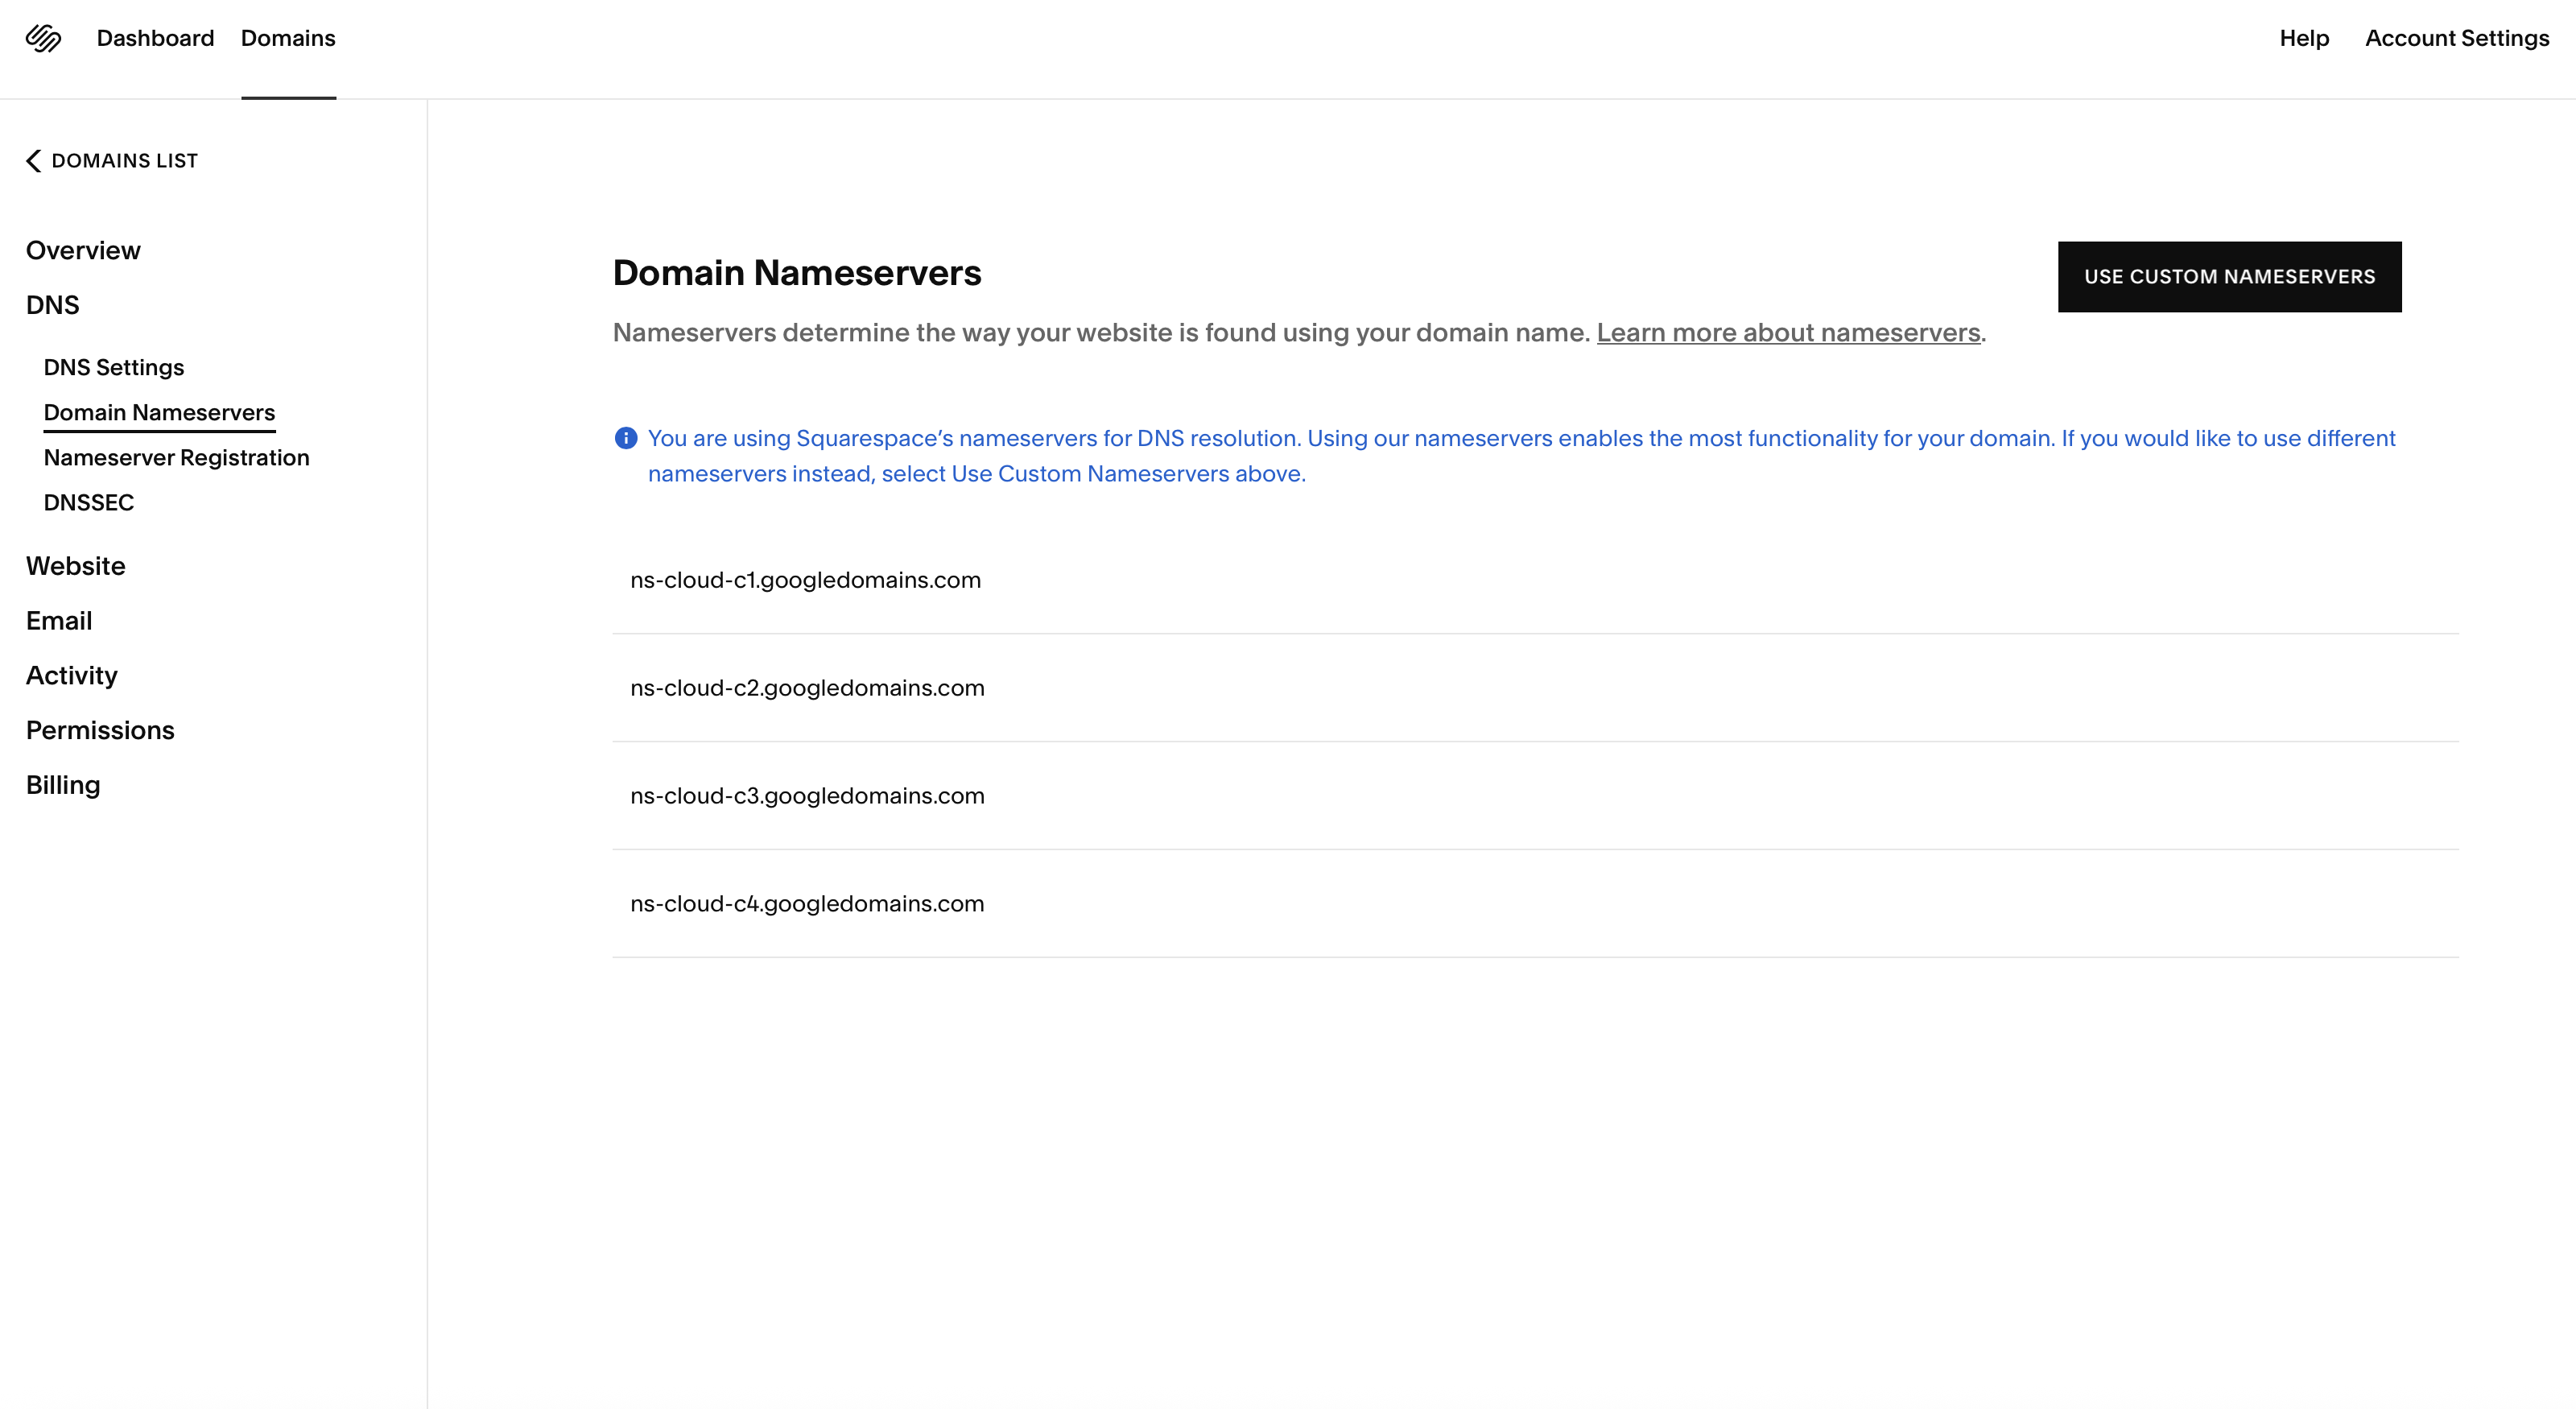 Dashboard Domains Help Account Settings
DOMAINS LIST
Overview
DNS
DNS Settings
Domain Nameservers
Nameserver Registration
DNSSEC
Website
Email
Activity
Permissions
Billing
Domain Nameservers
USE CUSTOM NAMESERVERS
Nameservers determine the way your website is found using your domain name. Learn more about nameservers.
You are using Squarespace’s nameservers for DNS resolution. Using our nameservers enables the most functionality for your domain. If you would like to use different
nameservers instead, select Use Custom Nameservers above.
ns-cloud-c1.googledomains.com
ns-cloud-c2.googledomains.com
ns-cloud-c3.googledomains.com
ns-cloud-c4.googledomains.com